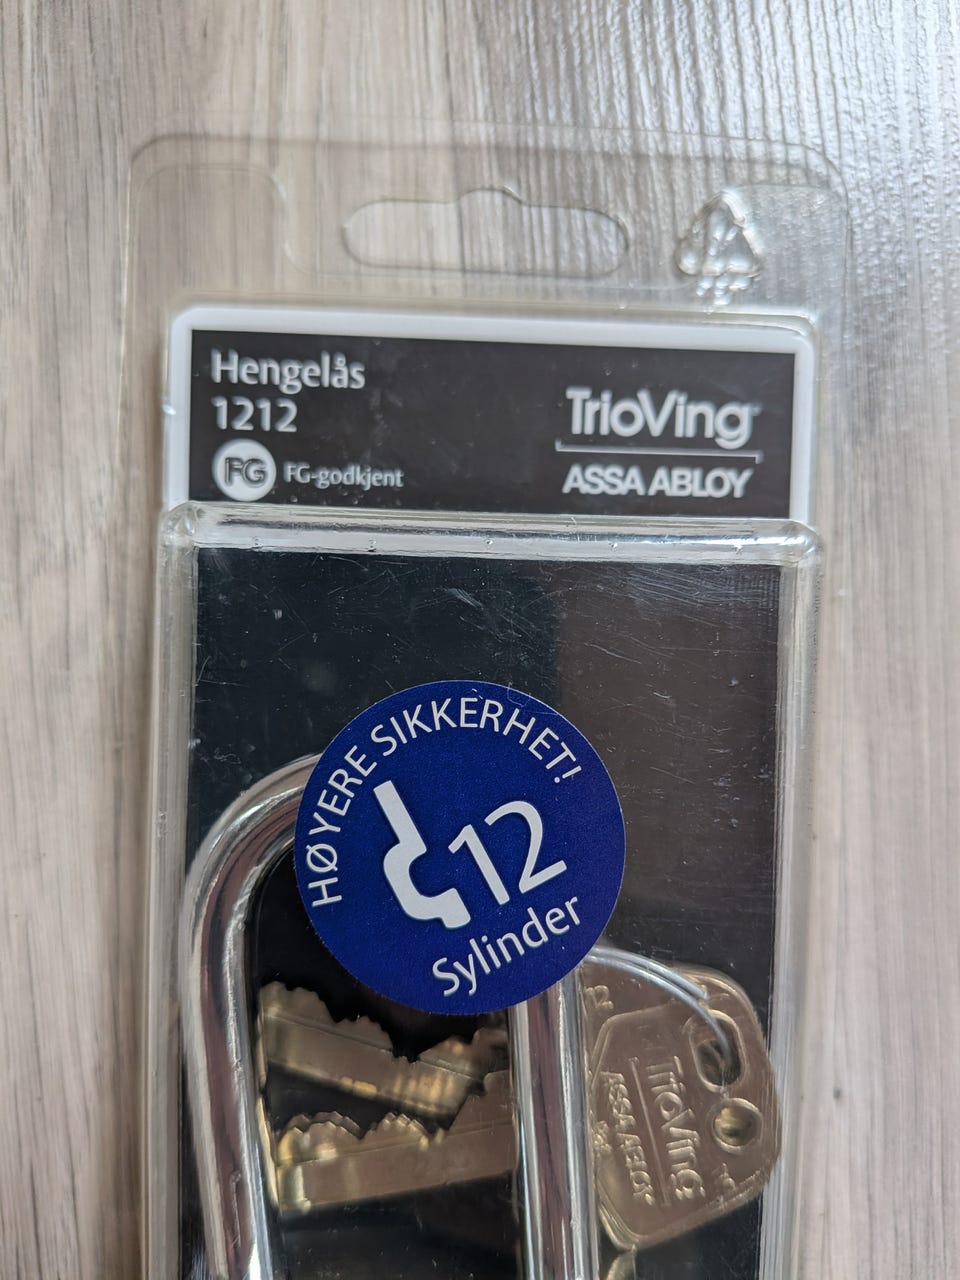 Hengelås
1212
FG FG-godkjent
TrioVing
ASSA ABLOY
HØYERE SIKKERHET!
12
Sylinder
TrioVing
ASSA ABLOY